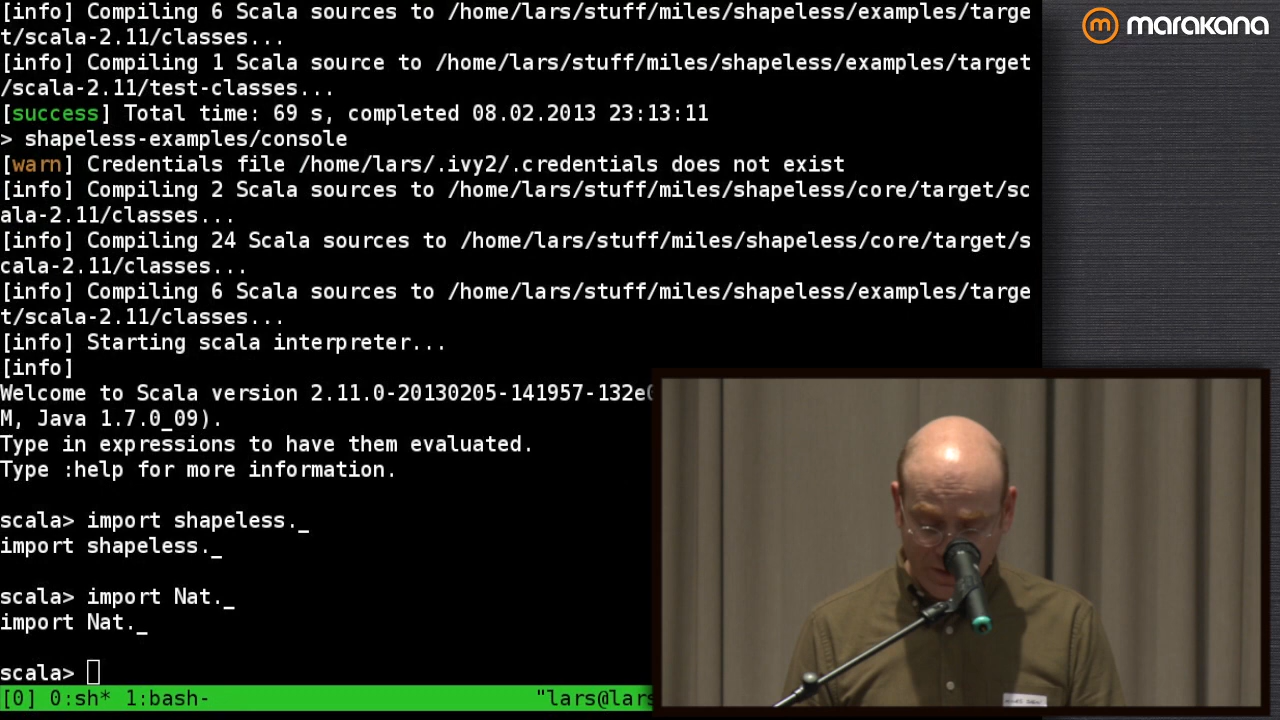 [info] Compiling 6 Scala sources to /home/lars/stuff/miles/shapeless/examples/targe
t/scala-2.11/classes...
[info] Compiling 1 Scala source to /home/lars/stuff/miles/shapeless/examples/target
/scala-2.11/test-classes...
[success] Total time: 69 s, completed 08.02.2013 23:13:11
> shapeless-examples/console
[warn] Credentials file /home/lars/.ivy2/.credentials does not exist
[info] Compiling 2 Scala sources to /home/lars/stuff/miles/shapeless/core/target/sc
ala-2.11/classes...
[info] Compiling 24 Scala sources to /home/lars/stuff/miles/shapeless/core/target/s
cala-2.11/classes...
[info] Compiling 6 Scala sources to /home/lars/stuff/miles/shapeless/examples/targe
t/scala-2.11/classes...
[info] Starting scala interpreter...
[info]
Welcome to Scala version 2.11.0-20130205-141957-132e0
M, Java 1.7.0_09).
Type in expressions to have them evaluated.
Type :help for more information.
scala> import shapeless._
import shapeless._
scala> import Nat._
import Nat._
scala>
[0] 0:sh* 1:bash- "lars@lars
m marakana